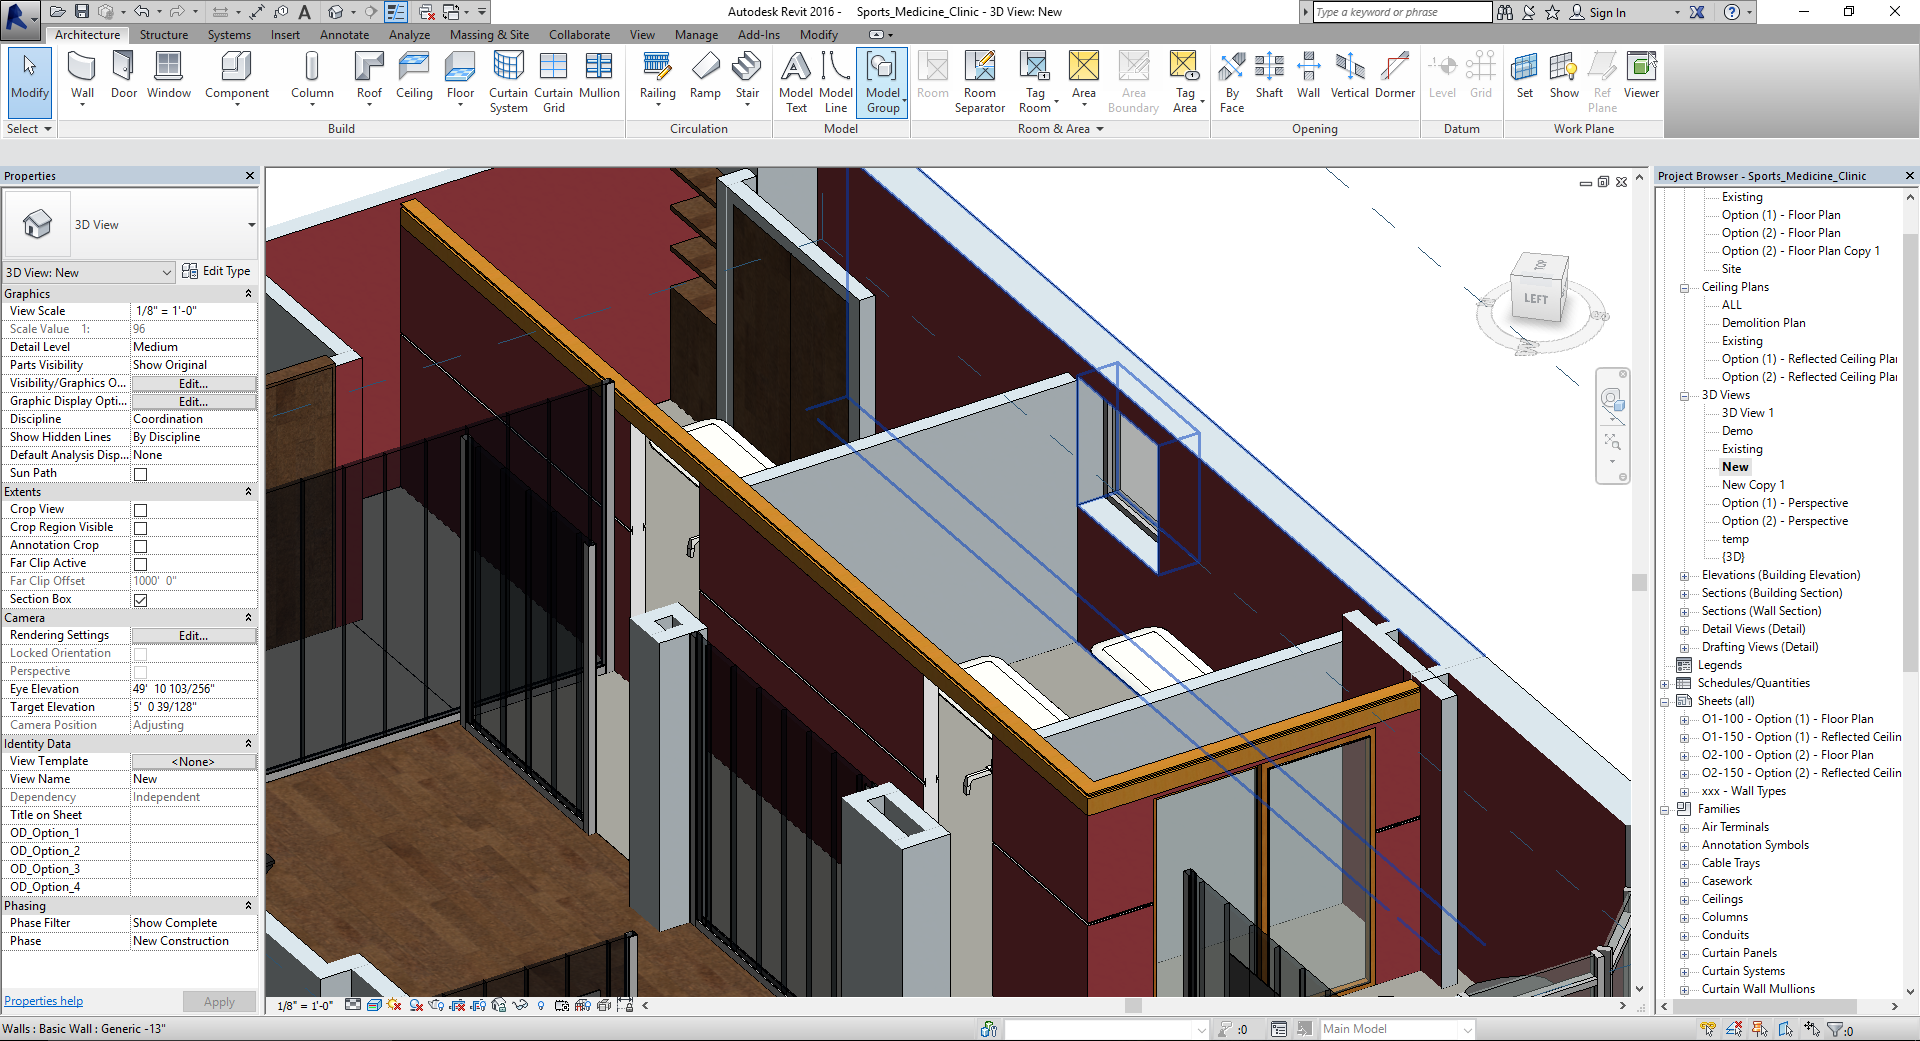 Autodesk Revit 2016 -     Sports_Medicine_Clinic - 3D View: New
Type a keyword or phrase
Sign In
Architecture Structure Systems Insert Annotate Analyze Massing & Site Collaborate View Manage Add-Ins Modify
Modify Wall Door Window Component Column Roof Ceiling Floor Curtain System Curtain Grid Mullion Railing Ramp Stair Model Text Model Line Model Group Room Room Separator Tag Room Area Area Boundary Tag Area By Face Shaft Wall Vertical Dormer Level Grid Set Show Ref Plane Viewer
Select Build Circulation Model Room & Area Opening Datum Work Plane
Properties
3D View
3D View: New Edit Type
Graphics
View Scale 1/8" = 1'-0"
Scale Value 1: 96
Detail Level Medium
Parts Visibility Show Original
Visibility/Graphics O... Edit...
Graphic Display Opti... Edit...
Discipline Coordination
Show Hidden Lines By Discipline
Default Analysis Disp... None
Sun Path
Extents
Crop View
Crop Region Visible
Annotation Crop
Far Clip Active
Far Clip Offset 1000' 0"
Section Box
Camera
Rendering Settings Edit...
Locked Orientation
Perspective
Eye Elevation 49' 10 103/256"
Target Elevation 5' 0 39/128"
Camera Position Adjusting
Identity Data
View Template <None>
View Name New
Dependency Independent
Title on Sheet
OD_Option_1
OD_Option_2
OD_Option_3
OD_Option_4
Phasing
Phase Filter Show Complete
Phase New Construction
Properties help Apply
LEFT
1/8" = 1'-0"
Project Browser - Sports_Medicine_Clinic
Existing
Option (1) - Floor Plan
Option (2) - Floor Plan
Option (2) - Floor Plan Copy 1
Site
Ceiling Plans
ALL
Demolition Plan
Existing
Option (1) - Reflected Ceiling Plan
Option (2) - Reflected Ceiling Plan
3D Views
3D View 1
Demo
Existing
New
New Copy 1
Option (1) - Perspective
Option (2) - Perspective
temp
{3D}
Elevations (Building Elevation)
Sections (Building Section)
Sections (Wall Section)
Detail Views (Detail)
Drafting Views (Detail)
Legends
Schedules/Quantities
Sheets (all)
O1-100 - Option (1) - Floor Plan
O1-150 - Option (1) - Reflected Ceilin
O2-100 - Option (2) - Floor Plan
O2-150 - Option (2) - Reflected Ceilin
xxx - Wall Types
Families
Air Terminals
Annotation Symbols
Cable Trays
Casework
Ceilings
Columns
Conduits
Curtain Panels
Curtain Systems
Curtain Wall Mullions
Walls : Basic Wall : Generic -13"
:0
Main Model
:0